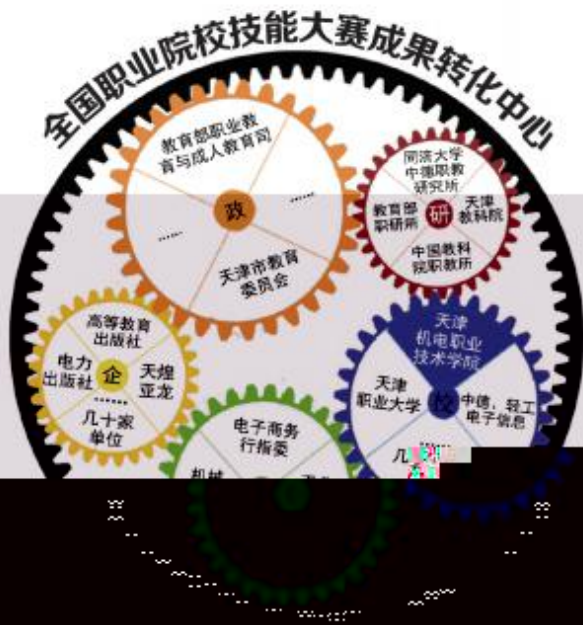 全国职业院校技能大赛成果转化中心
教育部职业教
育与成人教育司
……
……
政
天津市教育
委员会
同济大学
中德职教
研究所
教育部
职研所
研
天津
教科院
中国教科
院职教所
高等教育
出版社
电力
出版社
企
天煌
亚龙
……
几十家
单位
天津
机电职业
技术学院
天津
职业大学
校
中德，轻工
电子信息
……
几
电子商务
行指委
机械